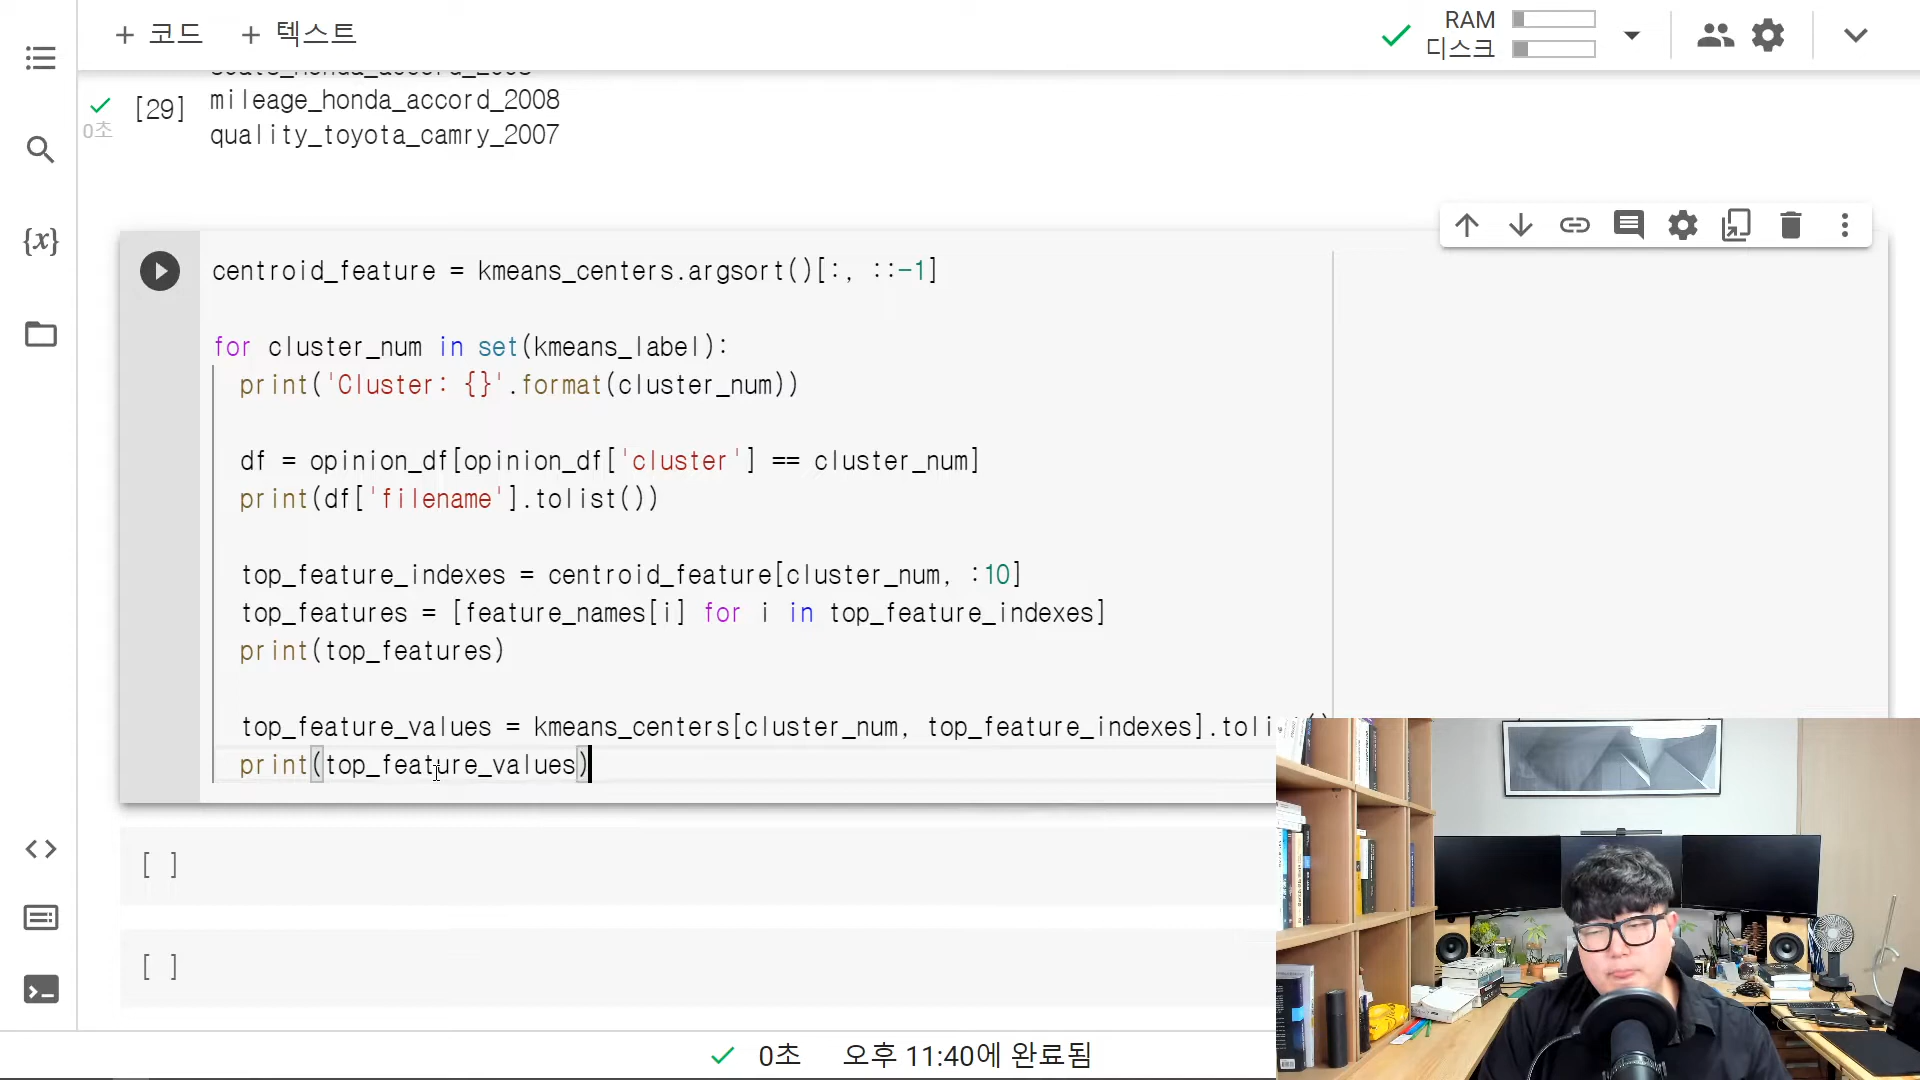 + 코드 + 텍스트
RAM
디스크
{x}
[29]
0초
mileage_honda_accord_2008
quality_toyota_camry_2007
centroid_feature = kmeans_centers.argsort()[:, ::-1]
for cluster_num in set(kmeans_label):
print('Cluster: {}'.format(cluster_num))
df = opinion_df[opinion_df['cluster'] == cluster_num]
print(df['filename'].tolist())
top_feature_indexes = centroid_feature[cluster_num, :10]
top_features = [feature_names[i] for i in top_feature_indexes]
print(top_features)
top_feature_values = kmeans_centers[cluster_num, top_feature_indexes].tolist()
print(top_feature_values)
[ ]
[ ]
0초 오후 11:40에 완료됨